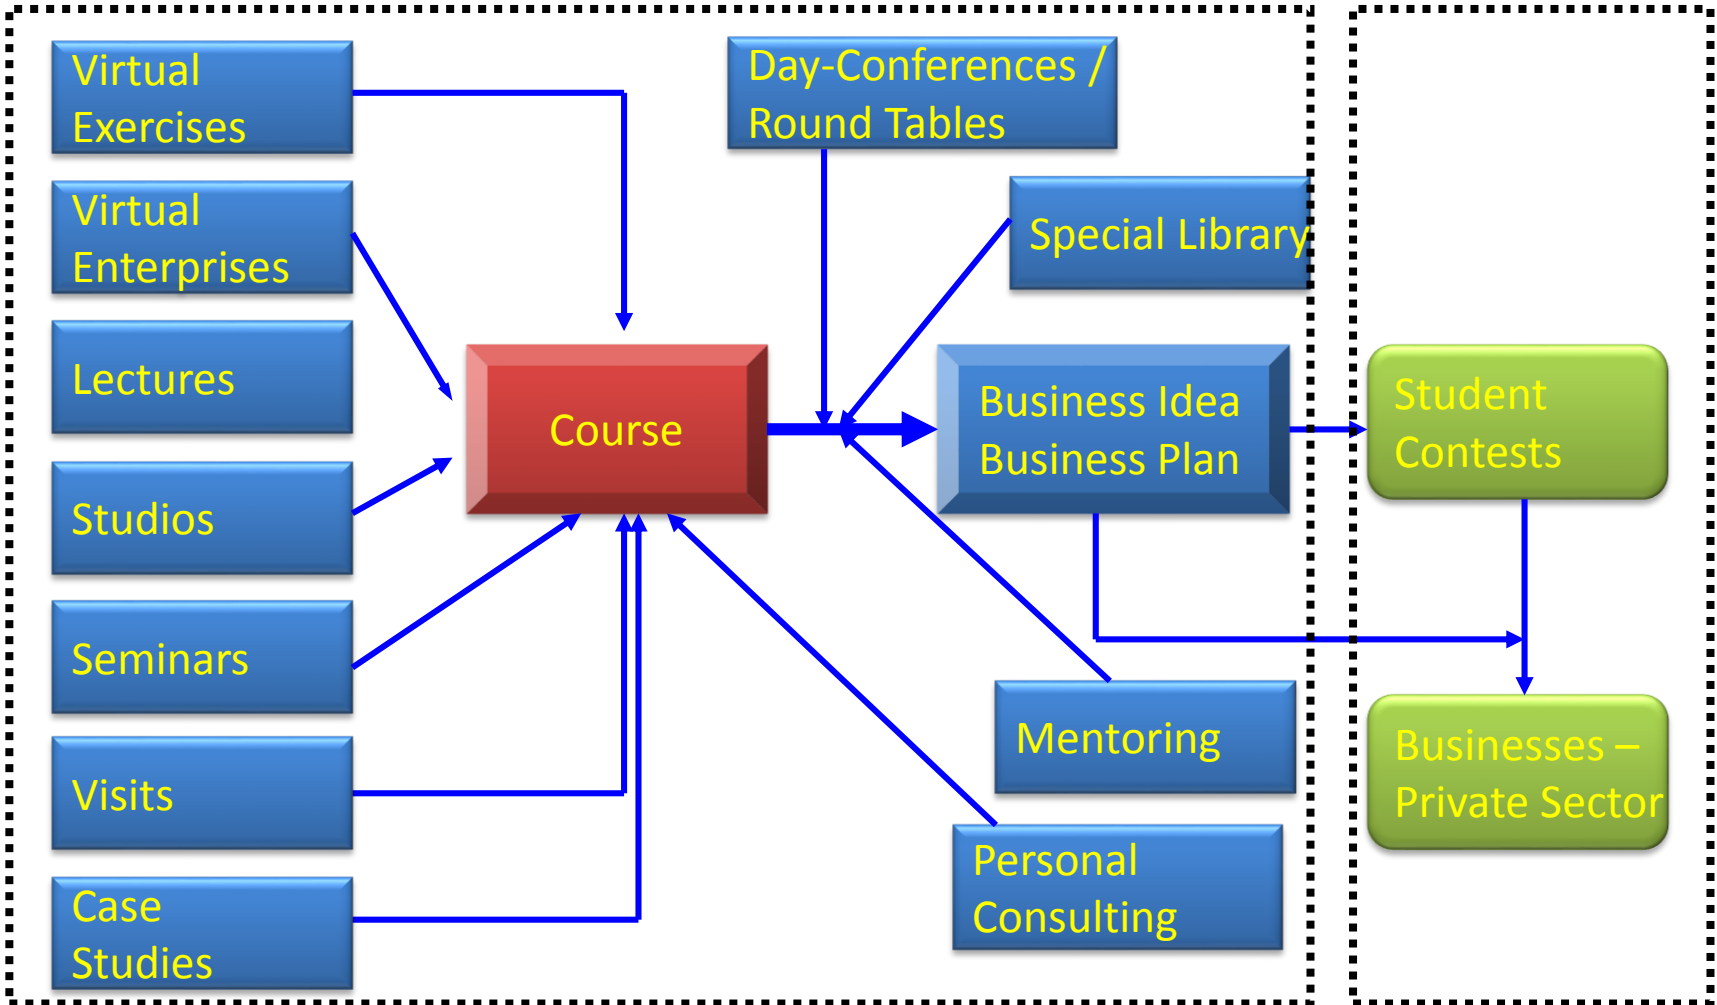 Virtual
Exercises
Day-Conferences /
Round Tables
Virtual
Enterprises
Special Library
Lectures
Course
Business Idea
Business Plan
Student
Contests
Studios
Seminars
Mentoring
Businesses –
Private Sector
Visits
Personal
Consulting
Case
Studies